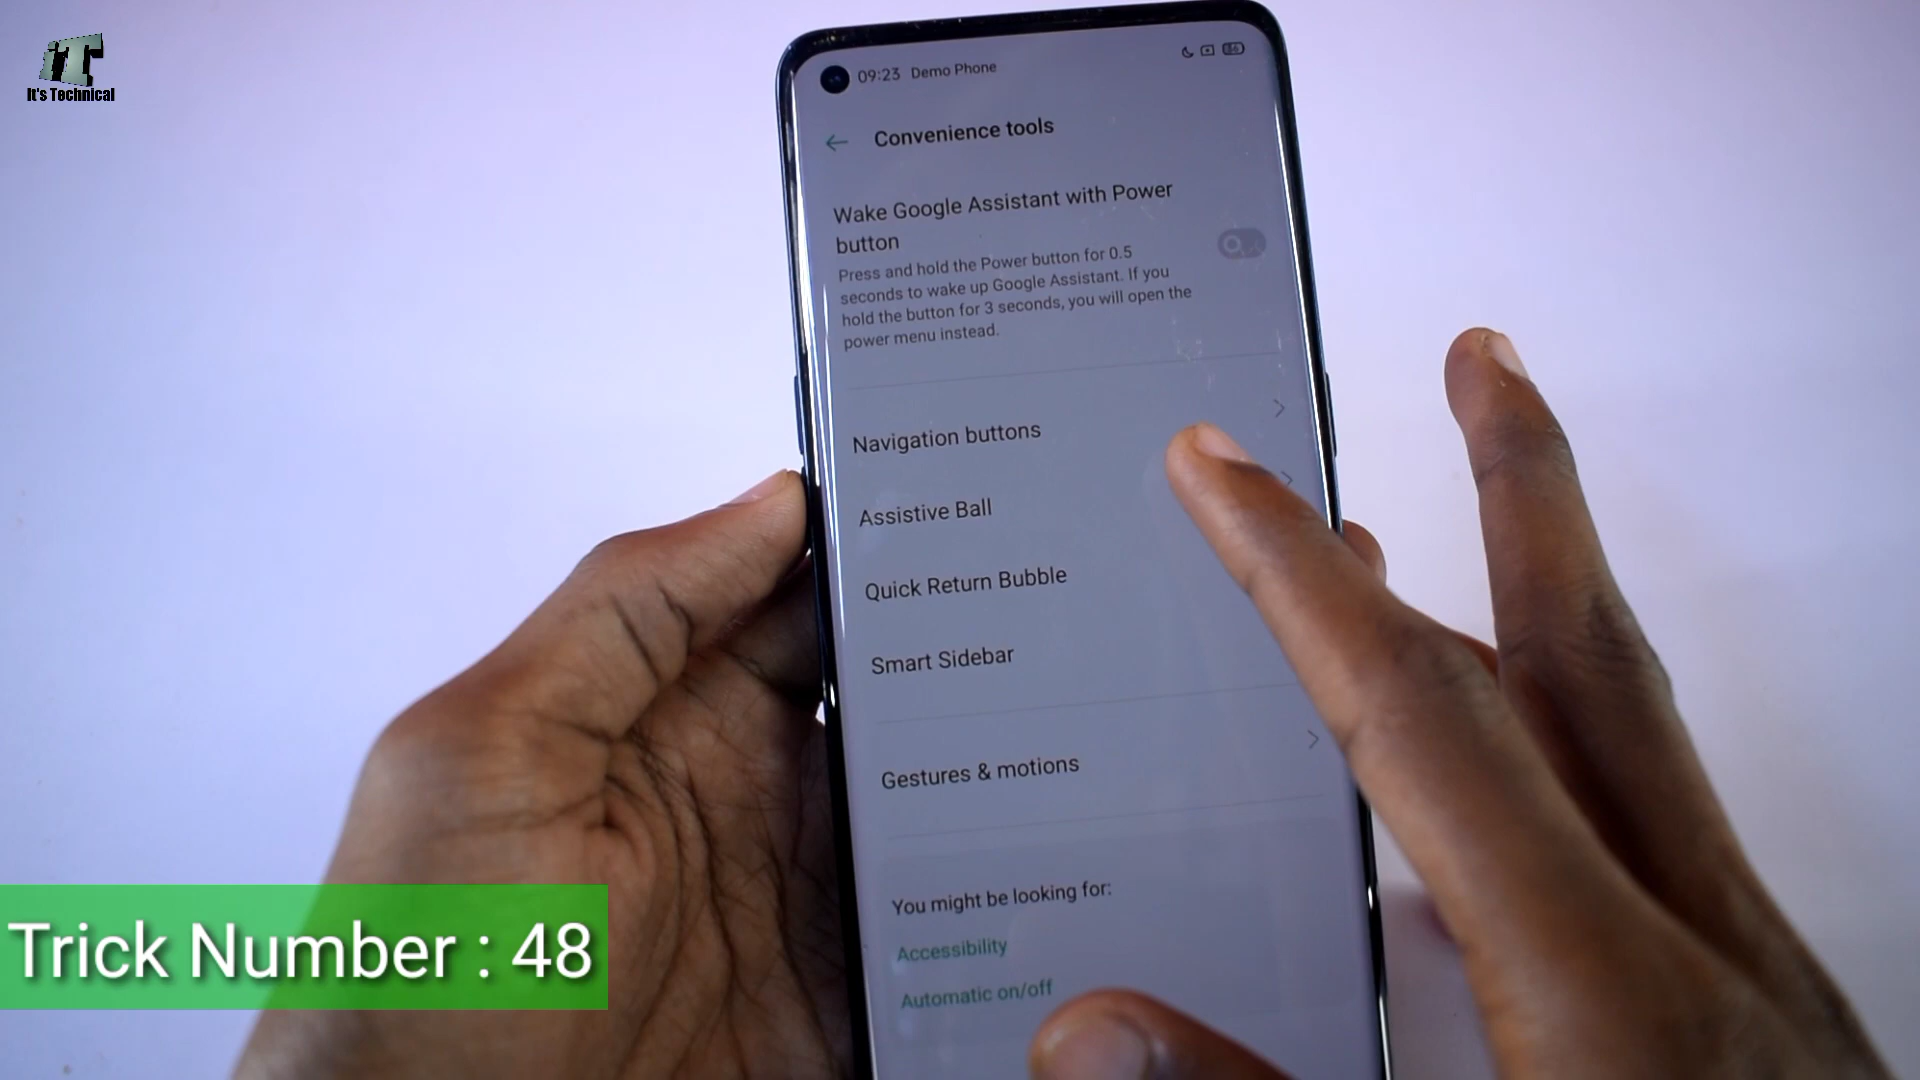 iT
It's Technical
09:23 Demo Phone
Convenience tools
Wake Google Assistant with Power
button
Press and hold the Power button for 0.5
seconds to wake up Google Assistant. If you
hold the button for 3 seconds, you will open the
power menu instead.
Navigation buttons
Assistive Ball
Quick Return Bubble
Smart Sidebar
Gestures & motions
You might be looking for:
Accessibility
Automatic on/off
Trick Number : 48